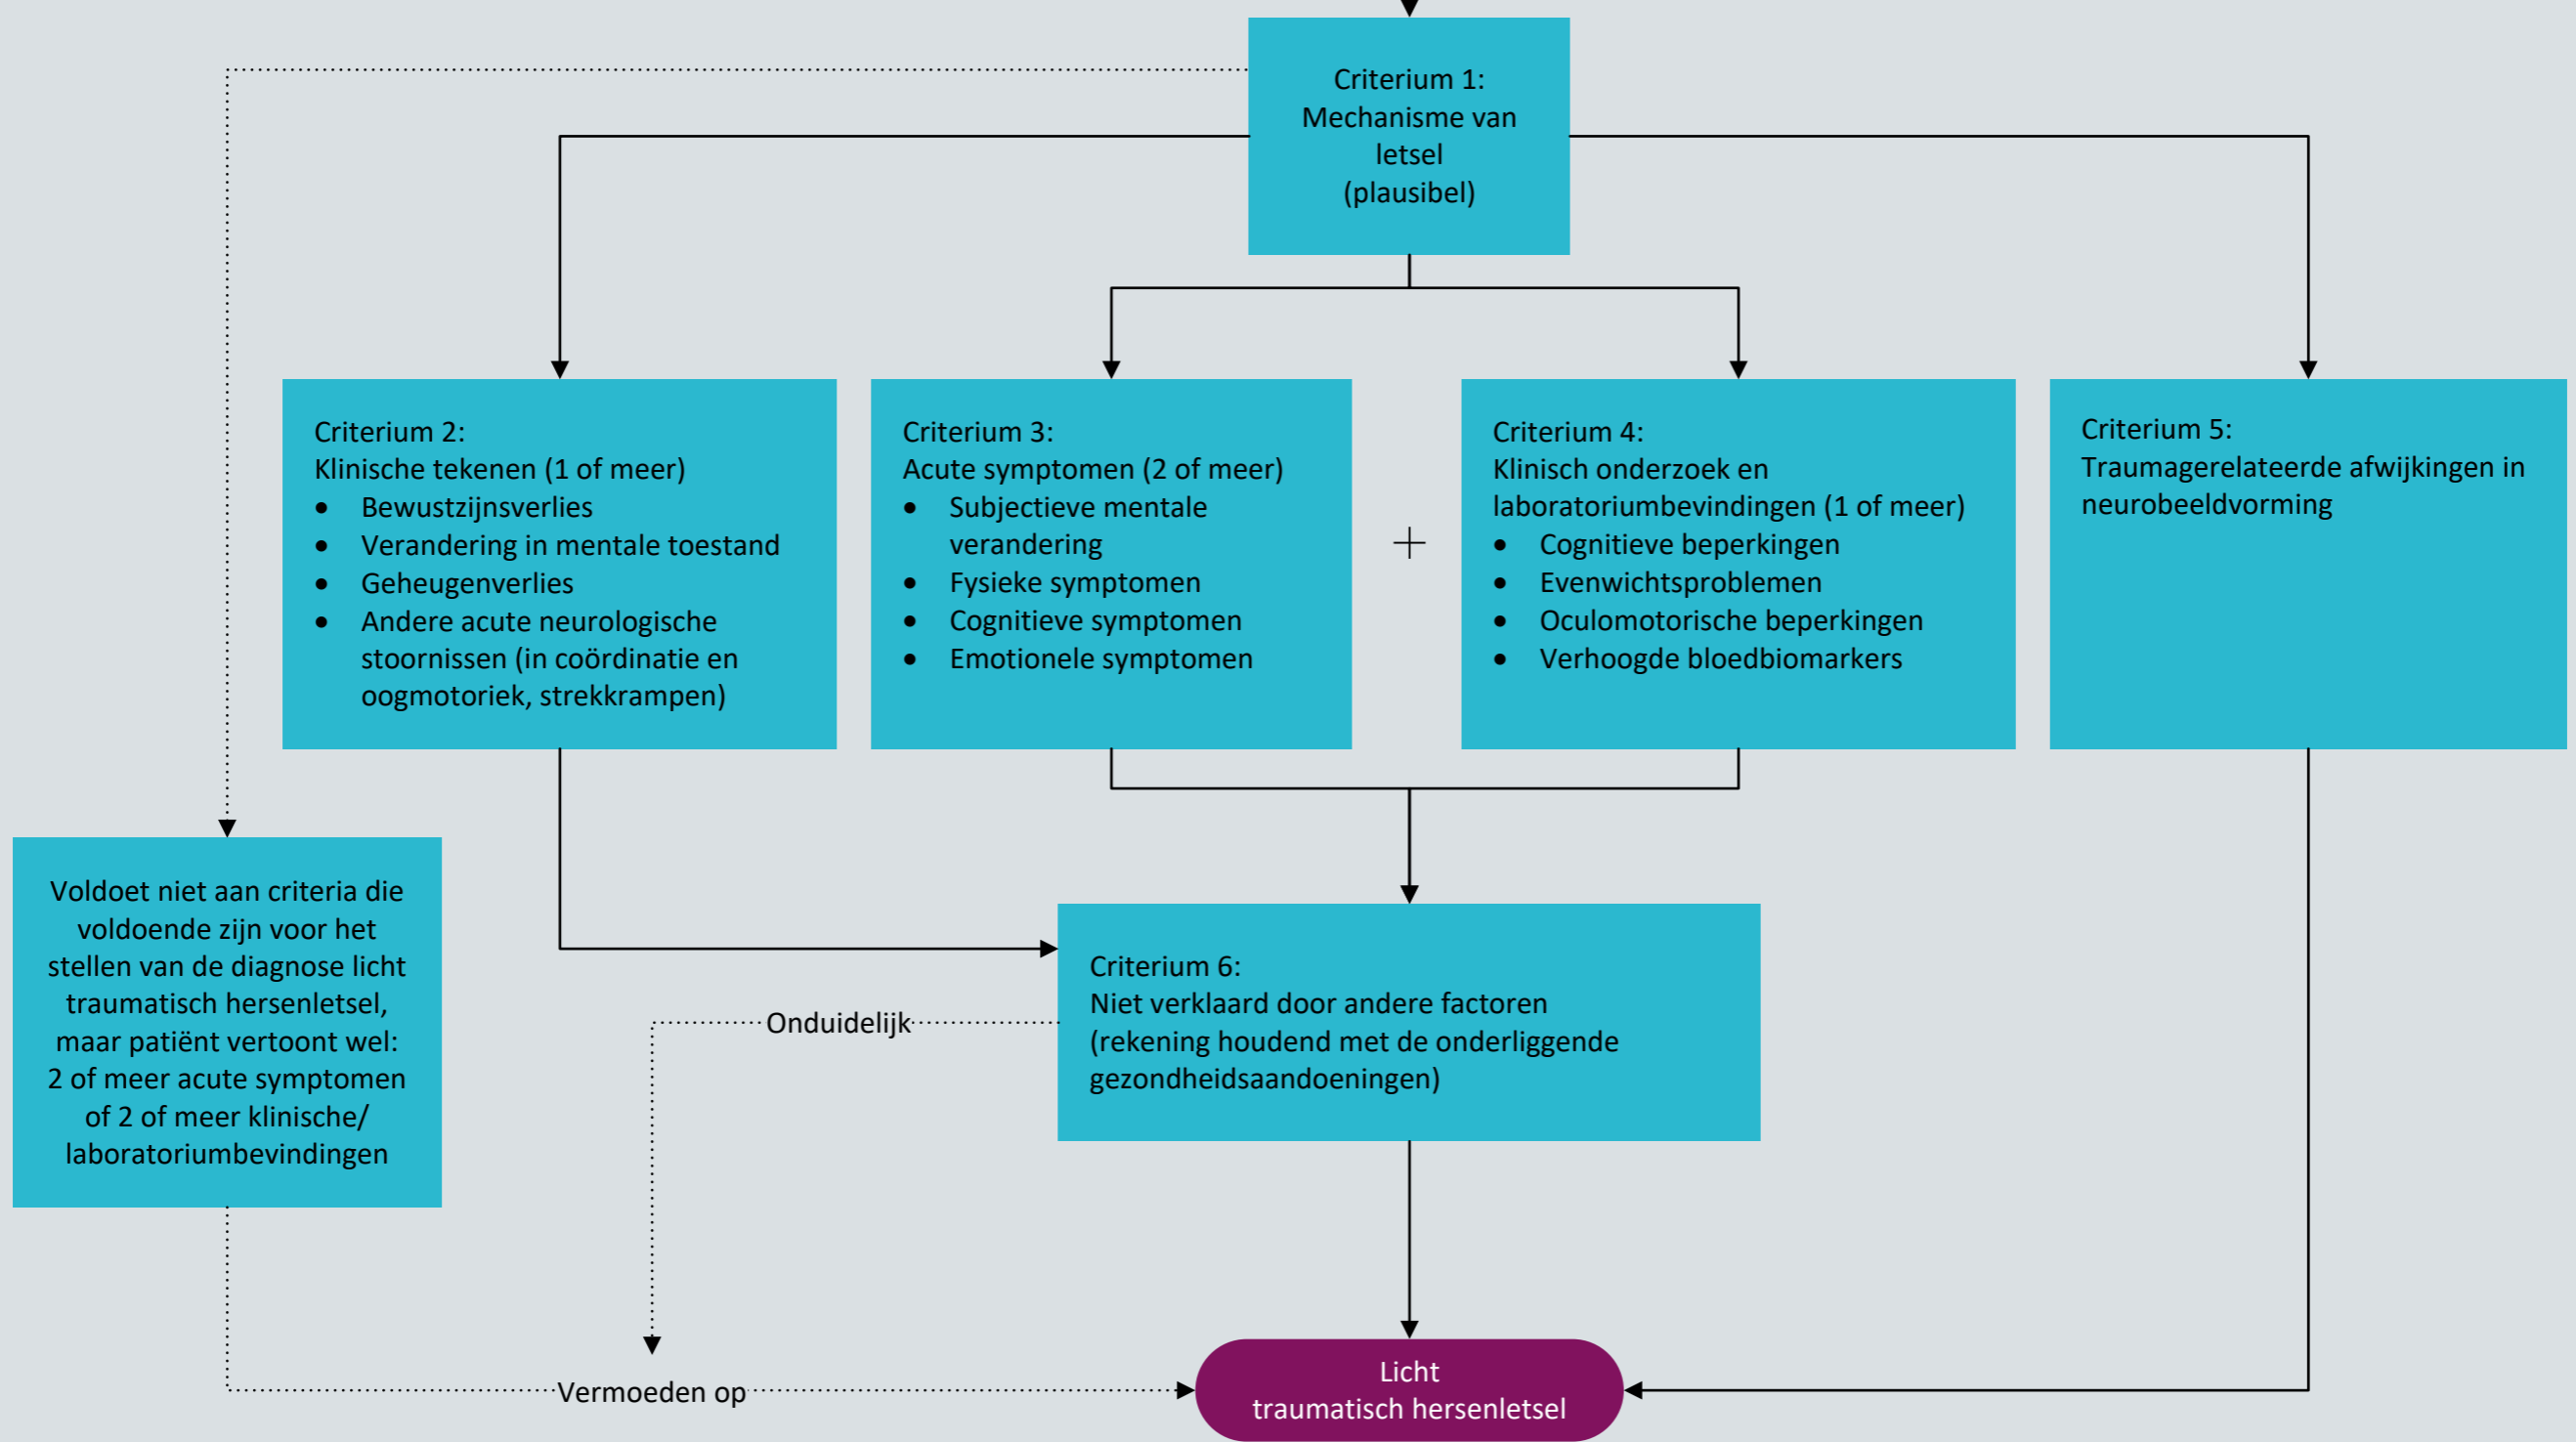 Criterium 1:
Mechanisme van
letsel
(plausibel)
Criterium 2:
Klinische tekenen (1 of meer)
• Bewustzijnsverlies
• Verandering in mentale toestand
• Geheugenverlies
• Andere acute neurologische
stoornissen (in coördinatie en
oogmotoriek, strekkrampen)
Criterium 3:
Acute symptomen (2 of meer)
• Subjectieve mentale
verandering
• Fysieke symptomen
• Cognitieve symptomen
• Emotionele symptomen
+
Criterium 4:
Klinisch onderzoek en
laboratoriumbevindingen (1 of meer)
• Cognitieve beperkingen
• Evenwichtsproblemen
• Oculomotorische beperkingen
• Verhoogde bloedbiomarkers
Criterium 5:
Traumagerelateerde afwijkingen in
neurobeeldvorming
Voldoet niet aan criteria die
voldoende zijn voor het
stellen van de diagnose licht
traumatisch hersenletsel,
maar patiënt vertoont wel:
2 of meer acute symptomen
of 2 of meer klinische/
laboratoriumbevindingen
Criterium 6:
Niet verklaard door andere factoren
(rekening houdend met de onderliggende
gezondheidsaandoeningen)
Onduidelijk
Vermoeden op
Licht
traumatisch hersenletsel